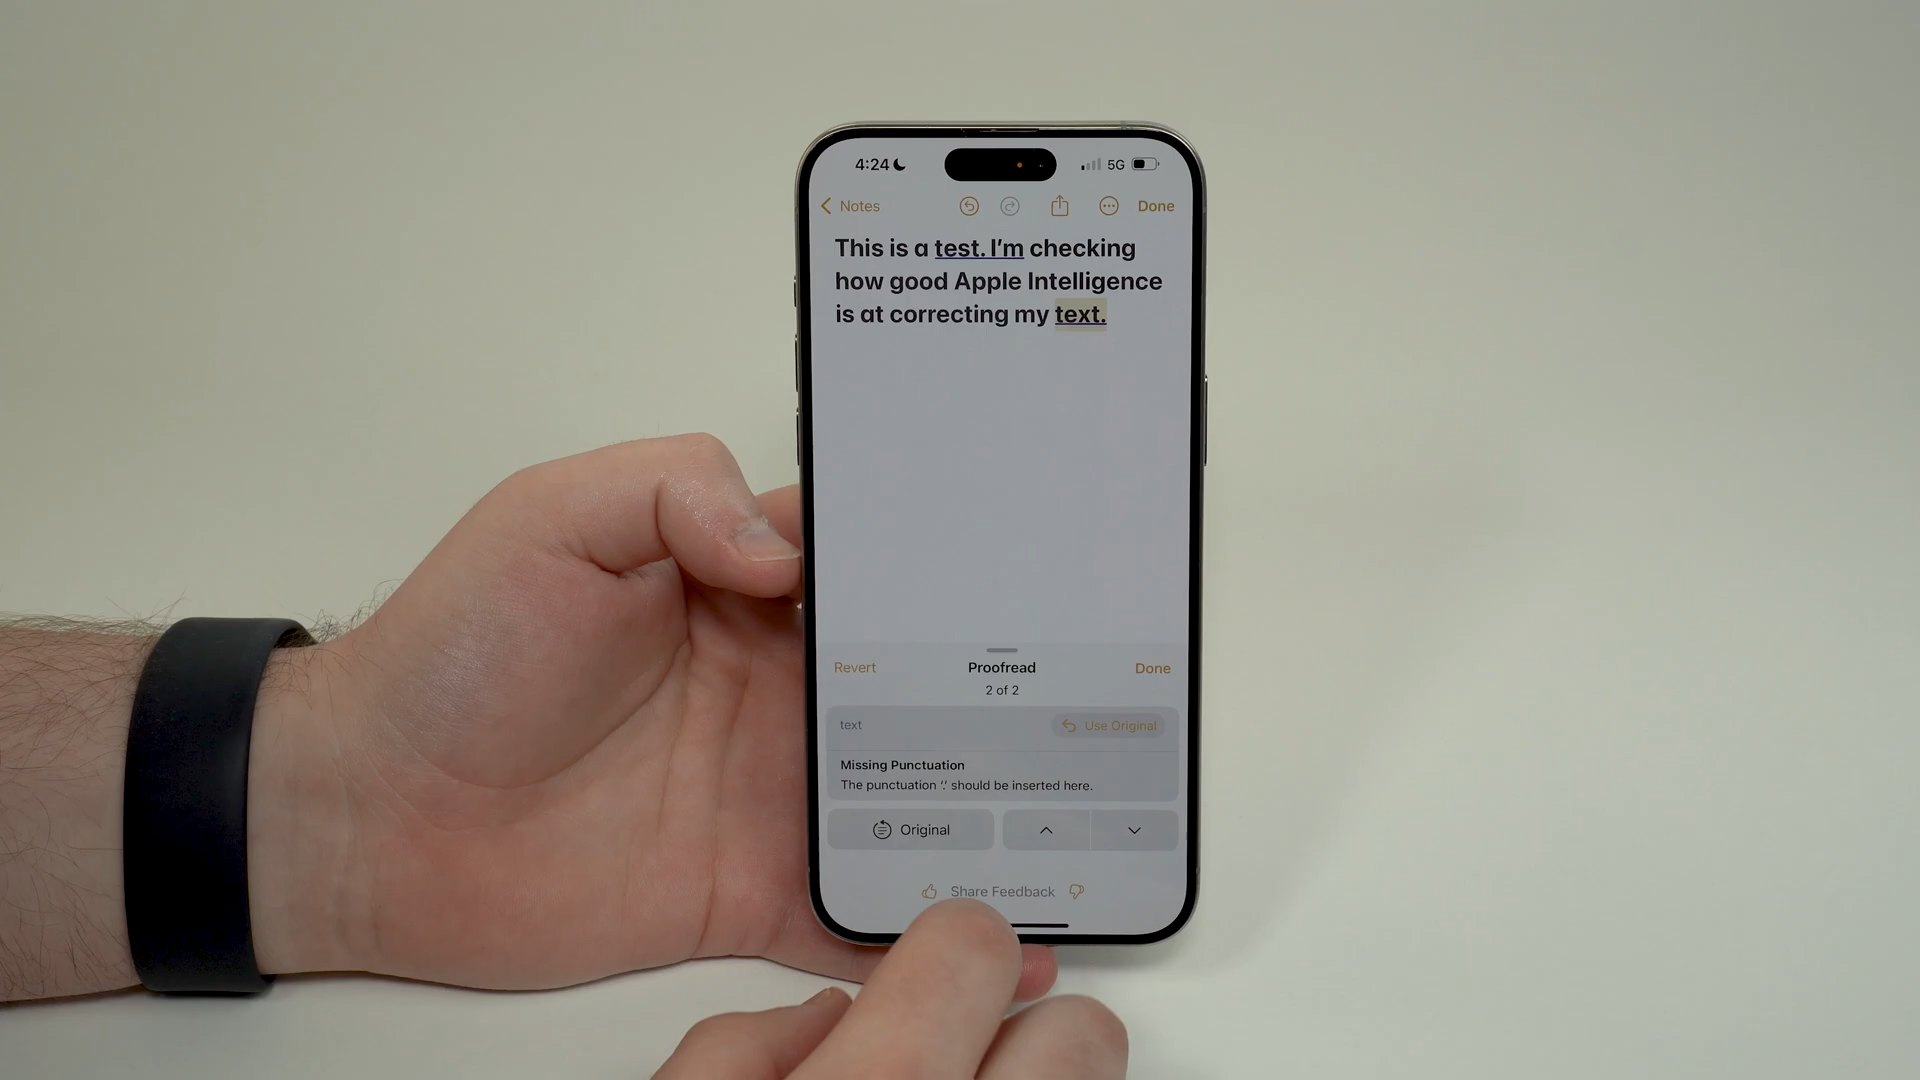 4:24 5G
Notes Done
This is a test. I’m checking
how good Apple Intelligence
is at correcting my text.
Revert Proofread Done
2 of 2
text Use Original
Missing Punctuation
The punctuation ‘.’ should be inserted here.
Original
Share Feedback